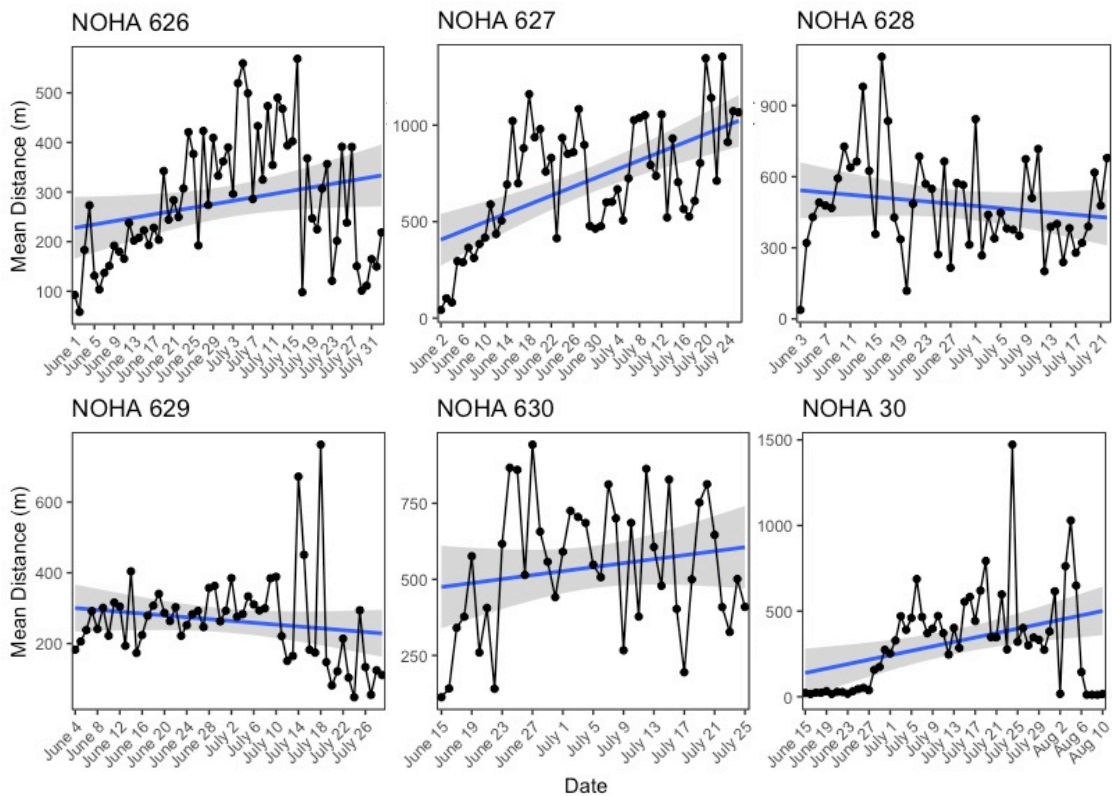 NOHA 626
NOHA 627
NOHA 628
Mean Distance (m)
500
400
300
200
100
June 1
June 5
June 9
June 13
June 17
June 21
June 25
June 29
July 3
July 7
July 11
July 15
July 19
July 23
July 27
July 31
1000
500
0
June 2
June 6
June 10
June 14
June 18
June 22
June 26
June 30
July 4
July 8
July 12
July 16
July 20
July 24
900
600
300
0
June 3
June 7
June 11
June 15
June 19
June 23
June 27
July 1
July 5
July 9
July 13
July 17
July 21
NOHA 629
NOHA 630
NOHA 30
Mean Distance (m)
600
400
200
June 4
June 8
June 12
June 16
June 20
June 24
June 28
July 2
July 6
July 10
July 14
July 18
July 22
July 26
750
500
250
June 15
June 19
June 23
June 27
July 1
July 5
July 9
July 13
July 17
July 21
July 25
1500
1000
500
0
June 15
June 19
June 23
June 27
July 1
July 5
July 9
July 13
July 17
July 21
July 25
July 29
Aug 2
Aug 6
Aug 10
Date